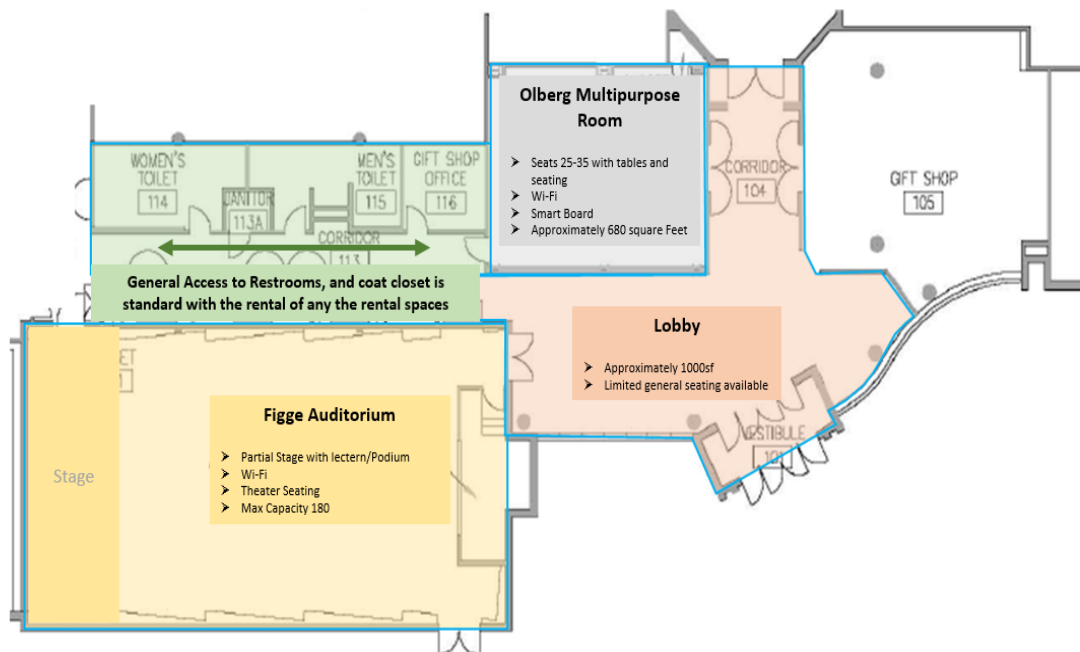 Olberg Multipurpose
Room
➤ Seats 25-35 with tables and
seating
➤ Wi-Fi
➤ Smart Board
➤ Approximately 680 square Feet
WOMEN'S
TOILET
114
JANITOR
113A
MEN'S
TOILET
115
GIFT SHOP
OFFICE
116
CORRIDOR
113
CORRIDOR
104
GIFT SHOP
105
General Access to Restrooms, and coat closet is
standard with the rental of any the rental spaces
Lobby
➤ Approximately 1000sf
➤ Limited general seating available
VESTIBULE
Figge Auditorium
➤ Partial Stage with lectern/Podium
➤ Wi-Fi
➤ Theater Seating
➤ Max Capacity 180
Stage